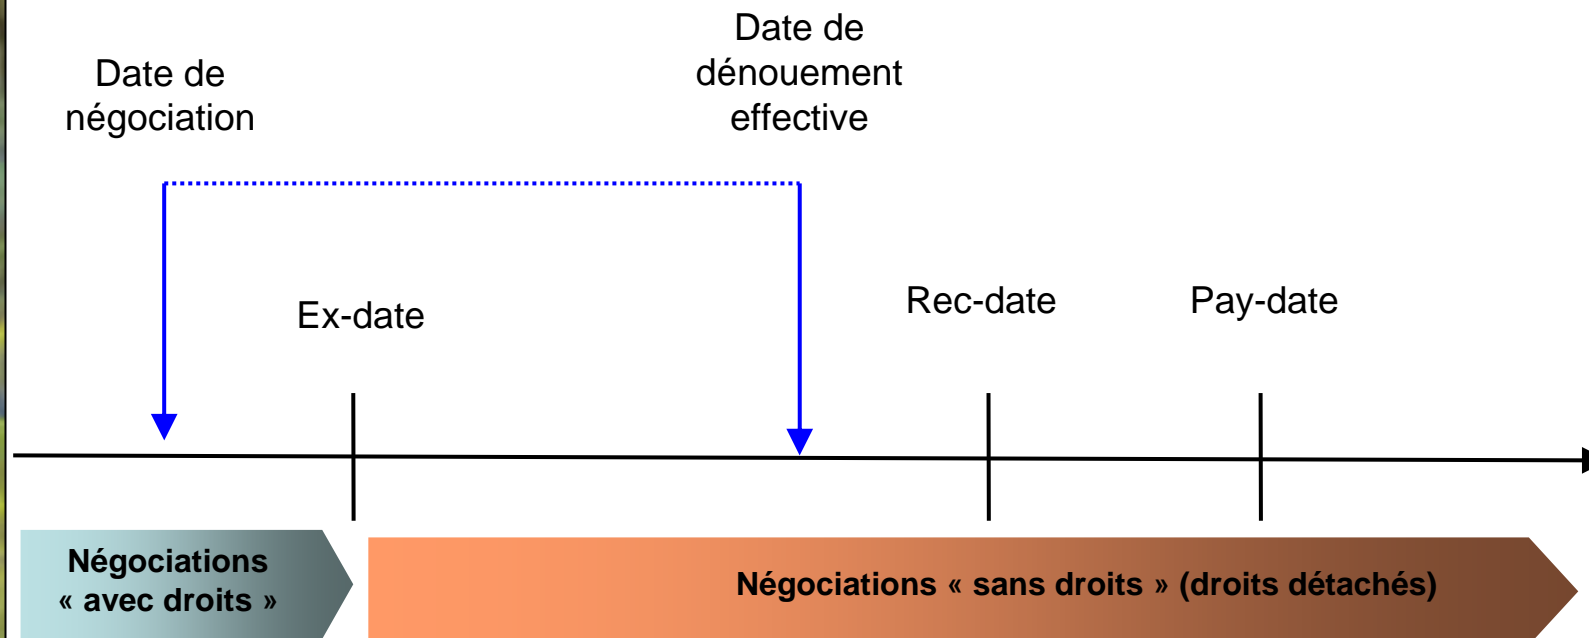 Date de
négociation
Date de
dénouement
effective
Ex-date
Rec-date
Pay-date
Négociations
« avec droits »
Négociations « sans droits » (droits détachés)